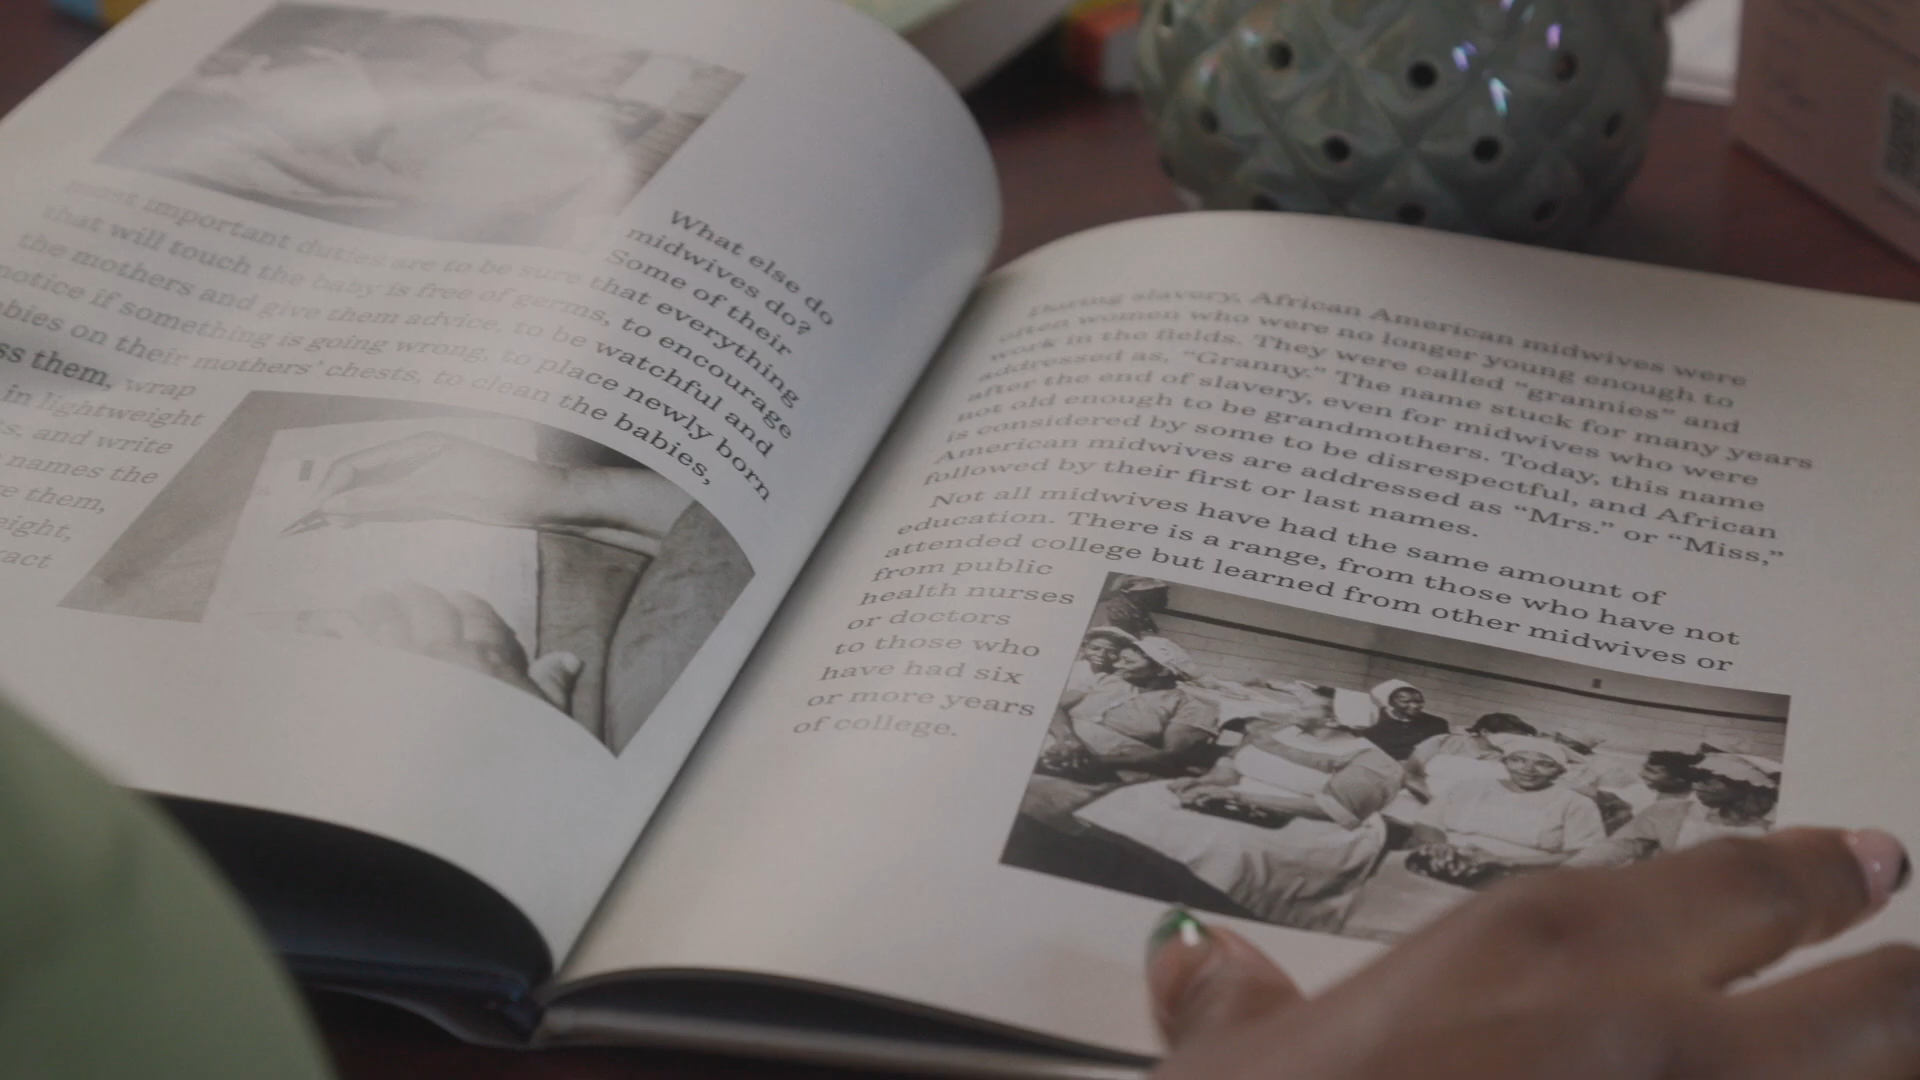 What else do
midwives do?
Some of their
most important duties are to be sure that everything
that will touch the baby is free of germs, to encourage
the mothers and give them advice, to be watchful and
notice if something is going wrong, to place newly born
babies on their mothers' chests, to clean the babies,
them, wrap
in lightweight
and write
names the
them,
During slavery, African American midwives were
often women who were no longer young enough to
work in the fields. They were called "grannies" and
addressed as, "Granny." The name stuck for many years
after the end of slavery, even for midwives who were
not old enough to be grandmothers. Today, this name
is considered by some to be disrespectful, and African
American midwives are addressed as "Mrs." or "Miss,"
followed by their first or last names.
Not all midwives have had the same amount of
education. There is a range, from those who have not
attended college but learned from other midwives or
from public
health nurses
or doctors
to those who
have had six
or more years
of college.